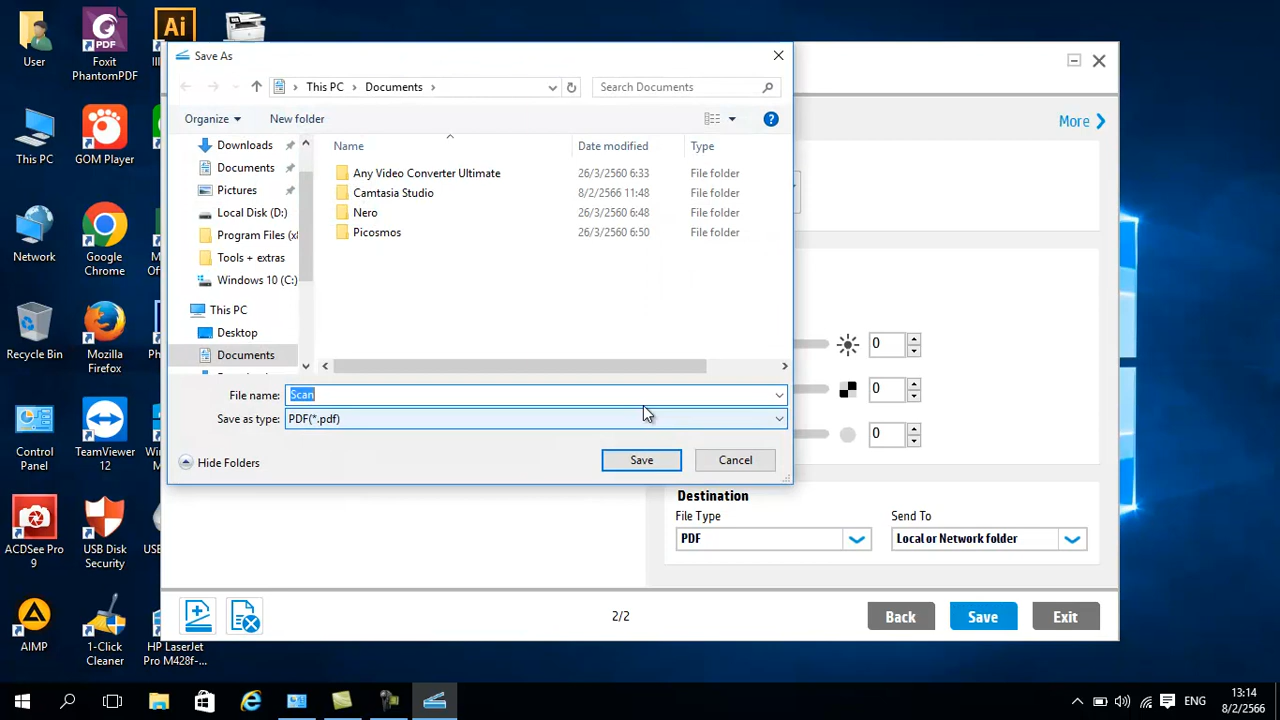 User
Foxit
PhantomPDF
Ai
PDF
Save As
This PC
Documents
Search Documents
Organize
New folder
More
This PC
GOM Player
Downloads
Documents
Pictures
Local Disk (D:)
Program Files (x8
Tools + extras
Windows 10 (C:)
This PC
Desktop
Documents
Name
Date modified
Type
Any Video Converter Ultimate
26/3/2560 6:33
File folder
Camtasia Studio
8/2/2566 11:48
File folder
Nero
26/3/2560 6:48
File folder
Picosmos
26/3/2560 6:50
File folder
Network
Google
Chrome
Recycle Bin
Mozilla
Firefox
0
0
0
File name:
Scan
Save as type:
PDF(*.pdf)
Hide Folders
Save
Cancel
Control
Panel
TeamViewer
12
Destination
File Type
Send To
PDF
Local or Network folder
ACDSee Pro
9
USB Disk
Security
AIMP
1-Click
Cleaner
HP LaserJet
Pro M428f-...
2/2
Back
Save
Exit
ENG
13:14
8/2/2566